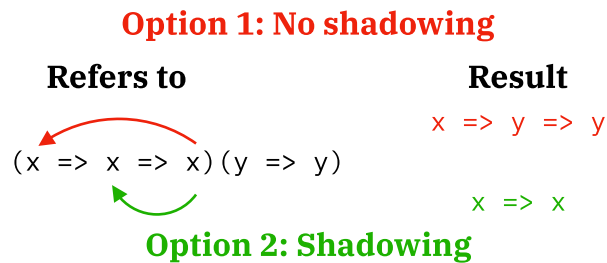 Option 1: No shadowing
Refers to
Result
x => y => y
(x => x => x)(y => y)
x => x
Option 2: Shadowing